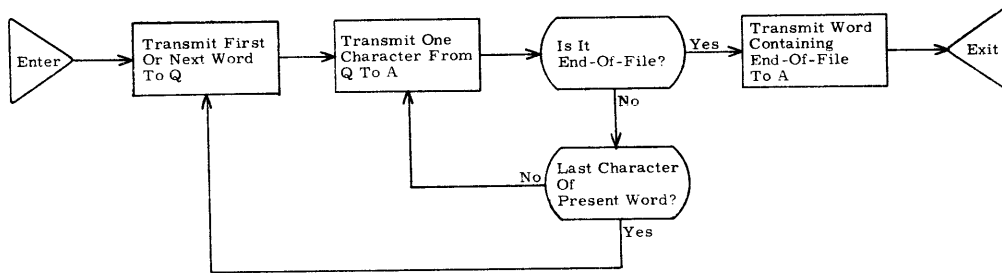 Enter
Transmit First
Or Next Word
To Q
Transmit One
Character From
Q To A
Is It
End-Of-File?
Yes
Transmit Word
Containing
End-Of-File
To A
Exit
No
Last Character
Of
Present Word?
No
Yes